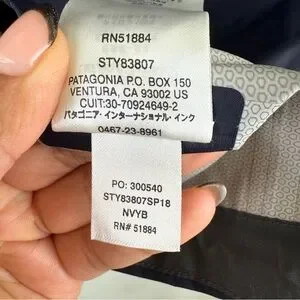 RN51884
STY83807
PATAGONIA P.O. BOX 150
VENTURA, CA 93002 US
CUIT:30-70924649-2
パタゴニア・インターナショナル・インク
0467-23-8961
PO: 300540
STY83807SP18
NVYB
RN# 51884